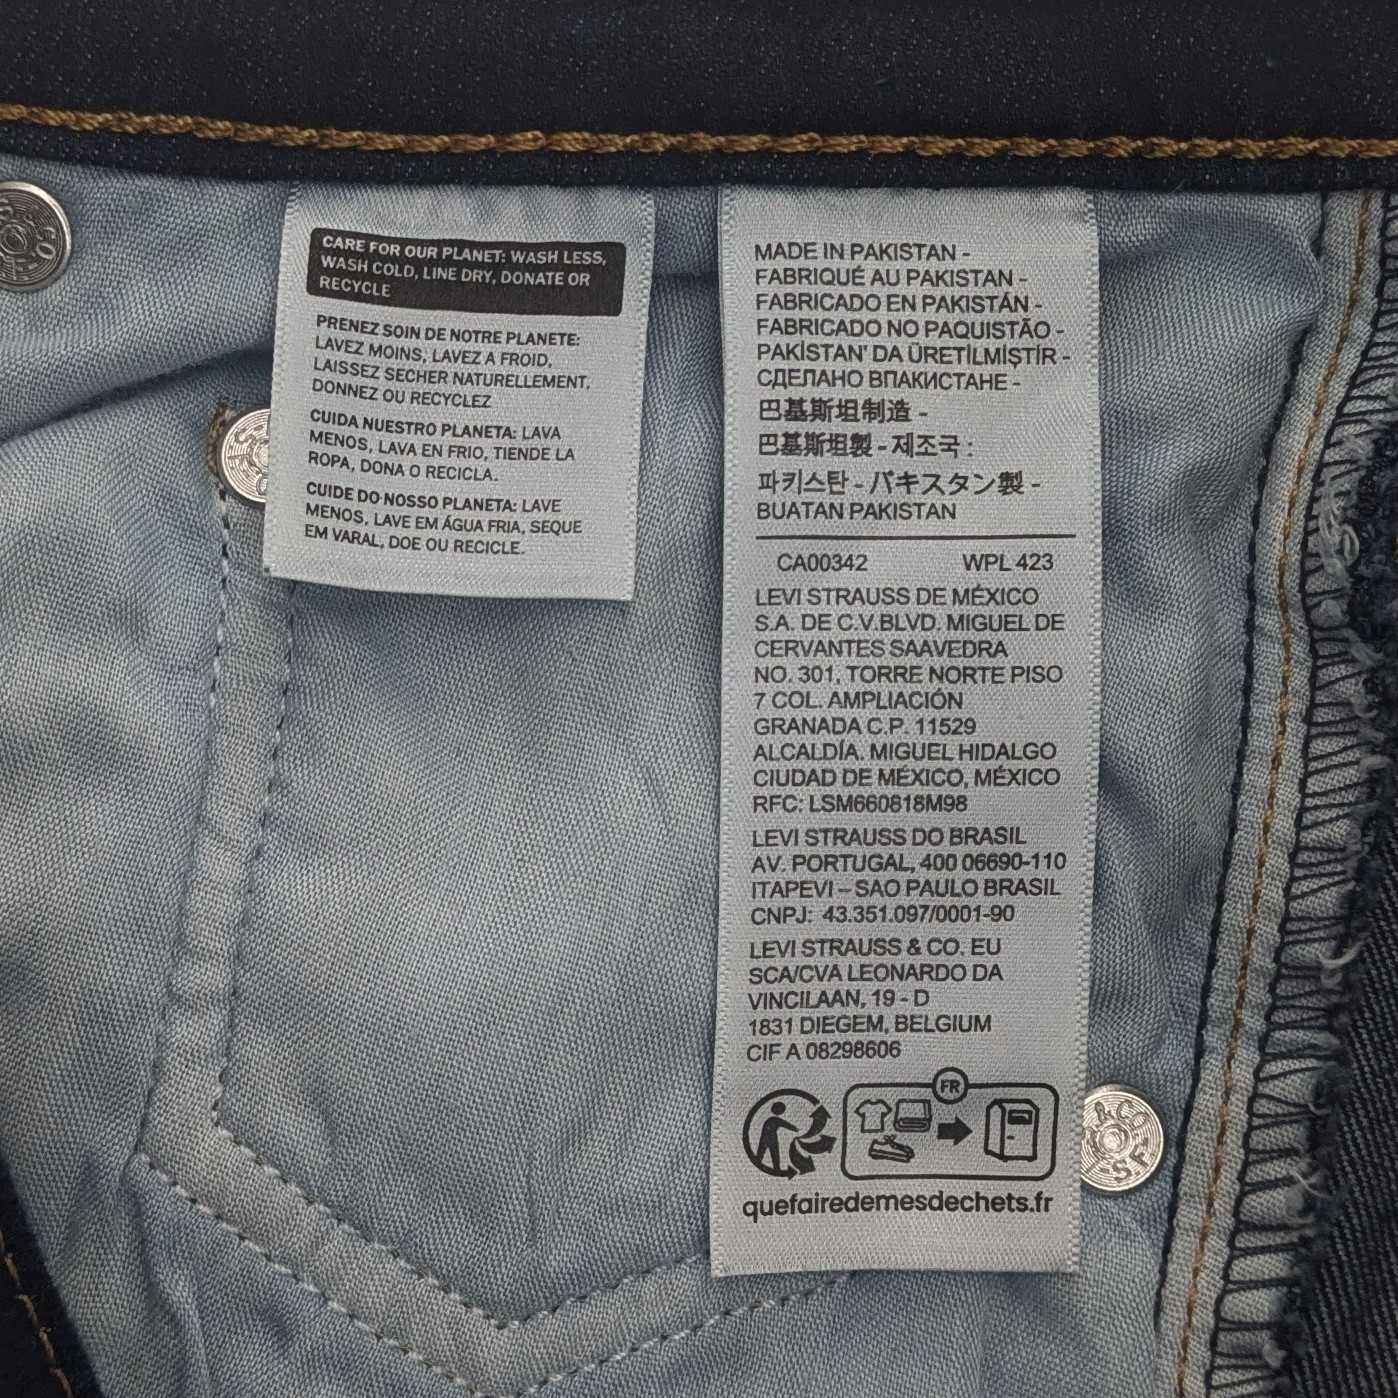 CARE FOR OUR PLANET: WASH LESS,
WASH COLD, LINE DRY, DONATE OR
RECYCLE
PRENEZ SOIN DE NOTRE PLANETE:
LAVEZ MOINS, LAVEZ A FROID,
LAISSEZ SECHER NATURELLEMENT,
DONNEZ OU RECYCLEZ
CUIDA NUESTRO PLANETA: LAVA
MENOS, LAVA EN FRIO, TIENDE LA
ROPA, DONA O RECICLA.
CUIDE DO NOSSO PLANETA: LAVE
MENOS, LAVE EM ÁGUA FRIA, SEQUE
EM VARAL, DOE OU RECICLE.
MADE IN PAKISTAN -
FABRIQUÉ AU PAKISTAN -
FABRICADO EN PAKISTÁN -
FABRICADO NO PAQUISTÃO -
PAKİSTAN' DA ÜRETİLMİŞTİR -
СДЕЛАНО ВПАКИСТАНЕ -
巴基斯坦制造 -
巴基斯坦製 - 제조국 :
파키스탄 - パキスタン製 -
BUATAN PAKISTAN
CA00342 WPL 423
LEVI STRAUSS DE MÉXICO
S.A. DE C.V.BLVD. MIGUEL DE
CERVANTES SAAVEDRA
NO. 301, TORRE NORTE PISO
7 COL. AMPLIACIÓN
GRANADA C.P. 11529
ALCALDÍA. MIGUEL HIDALGO
CIUDAD DE MÉXICO, MÉXICO
RFC: LSM660818M98
LEVI STRAUSS DO BRASIL
AV. PORTUGAL, 400 06690-110
ITAPEVI – SAO PAULO BRASIL
CNPJ: 43.351.097/0001-90
LEVI STRAUSS & CO. EU
SCA/CVA LEONARDO DA
VINCILAAN, 19 - D
1831 DIEGEM, BELGIUM
CIF A 08298606
FR
quefairedemesdechets.fr
&CO
S.F.